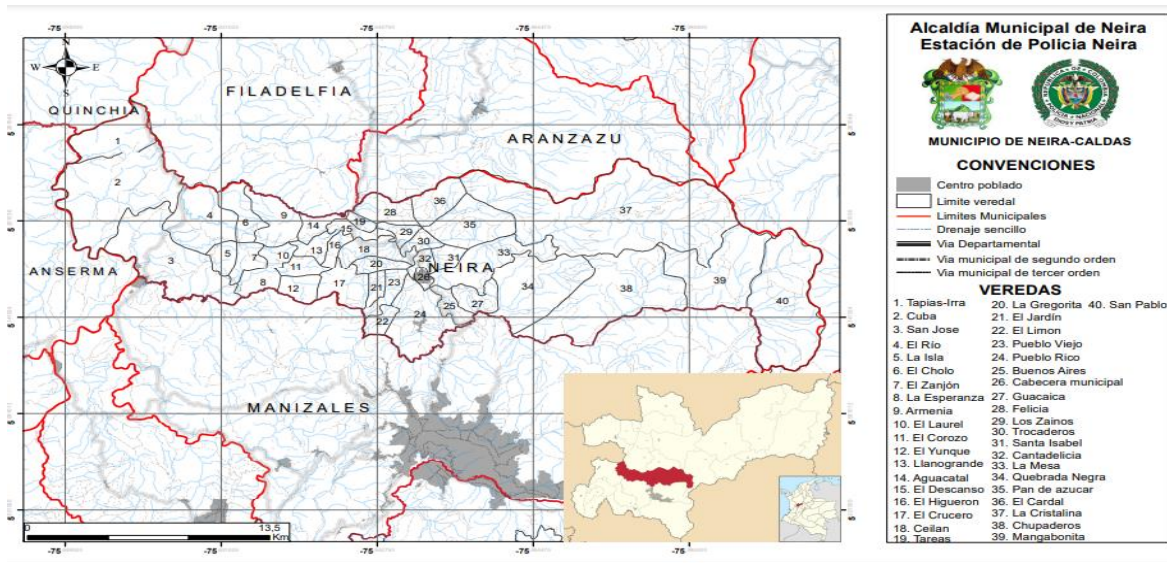 -75
-75
-75
-75
-75
N
W
E
S
FILADELFIA
QUINCHIA
ARANZAZU
ANSERMA
NEIRA
MANIZALES
1
2
3
4
5
6
7
8
9
10
11
12
13
14
15
16
17
18
19
20
21
22
23
24
25
26
27
28
29
30
31
32
33
34
35
36
37
38
39
40
0
13,5
Km
-75
-75
-75
-75
-75
Alcaldía Municipal de Neira
Estación de Policia Neira
REPUBLICA DE COLOMBIA
POLICIA NACIONAL
DIOS Y PATRIA
MUNICIPIO DE NEIRA-CALDAS
CONVENCIONES
Centro poblado
Limite veredal
Limites Municipales
Drenaje sencillo
Via Departamental
Via municipal de segundo orden
Via municipal de tercer orden
VEREDAS
1. Tapias-Irra
2. Cuba
3. San Jose
4. El Río
5. La Isla
6. El Cholo
7. El Zanjón
8. La Esperanza
9. Armenia
10. El Laurel
11. El Corozo
12. El Yunque
13. Llanogrande
14. Aguacatal
15. El Descanso
16. El Higueron
17. El Crucero
18. Ceilan
19. Tareas
20. La Gregorita
21. El Jardín
22. El Limon
23. Pueblo Viejo
24. Pueblo Rico
25. Buenos Aires
26. Cabecera municipal
27. Guacaica
28. Felicia
29. Los Zainos
30. Trocaderos
31. Santa Isabel
32. Cantadelicia
33. La Mesa
34. Quebrada Negra
35. Pan de azucar
36. El Cardal
37. La Cristalina
38. Chupaderos
39. Mangabonita
40. San Pablo